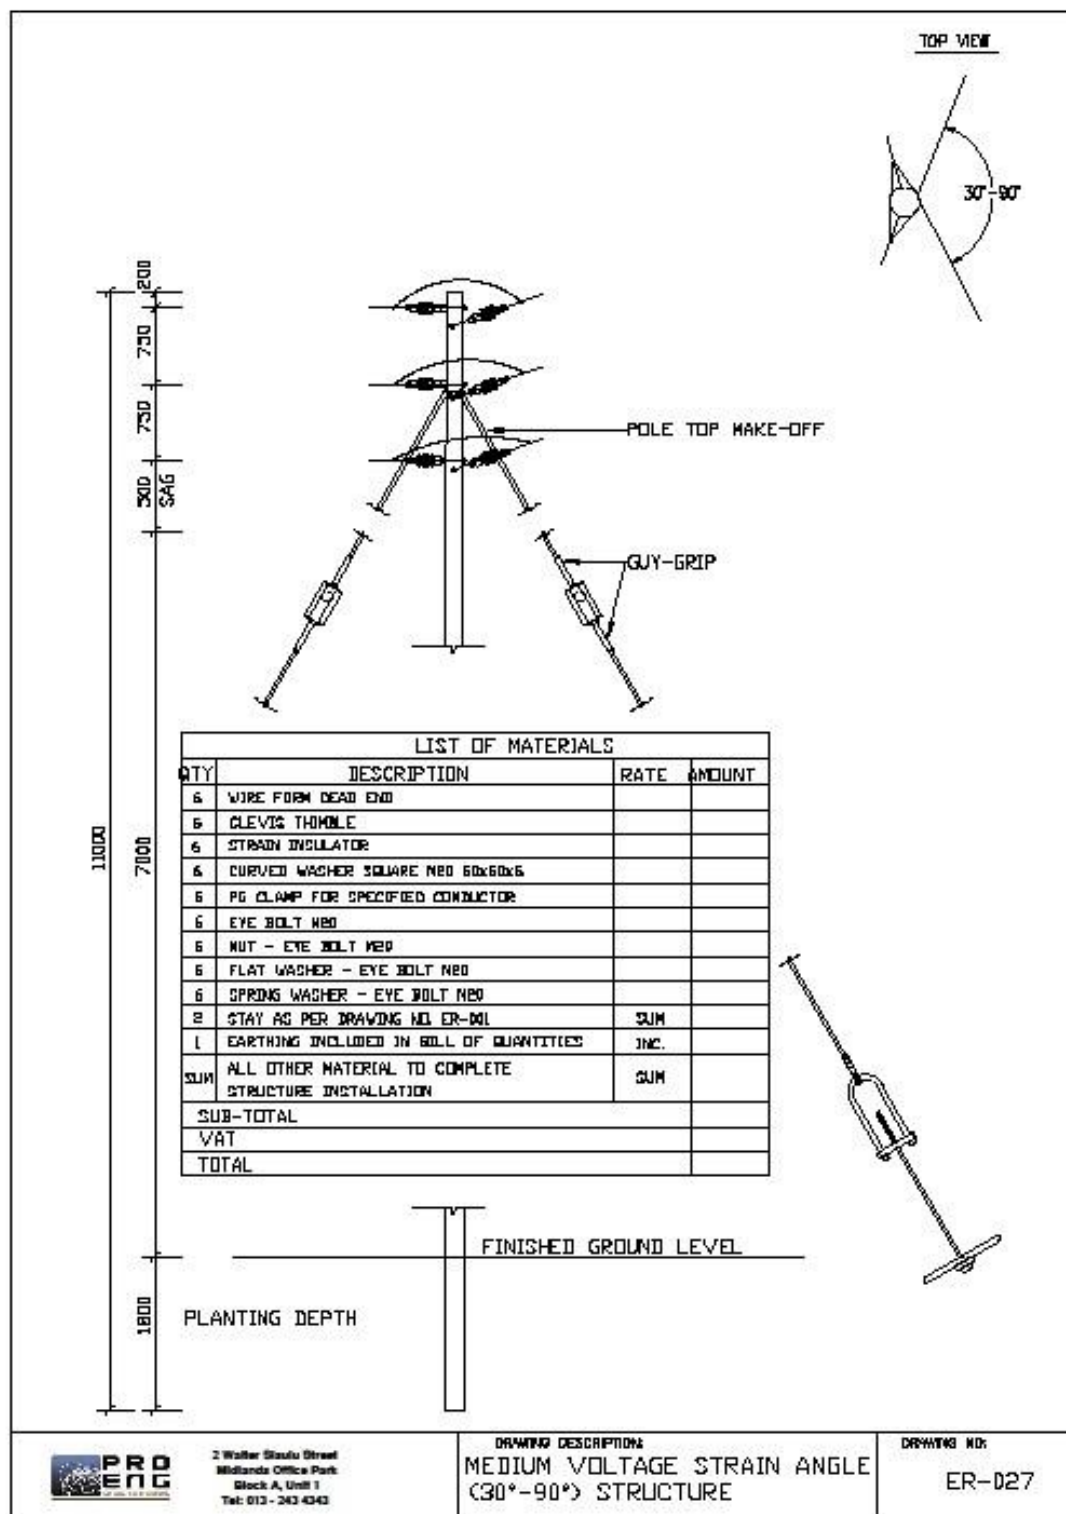 TOP VIEW
30°-90°
200
750
750
500
SAG
11000
7000
1800
POLE TOP MAKE-OFF
GUY-GRIP
LIST OF MATERIALS
QTY DESCRIPTION RATE AMOUNT
6 WIRE FORM DEAD END
6 CLEVIS THIMBLE
6 STRAIN INSULATOR
6 CURVED WASHER SQUARE M20 60x60x6
6 PG CLAMP FOR SPECIFIED CONDUCTOR
6 EYE BOLT M20
6 NUT - EYE BOLT M20
6 FLAT WASHER - EYE BOLT M20
6 SPRING WASHER - EYE BOLT M20
2 STAY AS PER DRAWING NO. ER-001 SUM
1 EARTHING INCLUDED IN BILL OF QUANTITIES INC.
SUM ALL OTHER MATERIAL TO COMPLETE
STRUCTURE INSTALLATION SUM
SUB-TOTAL
VAT
TOTAL
FINISHED GROUND LEVEL
PLANTING DEPTH
PRO
ENG
2 Walter Sisulu Street
Midlands Office Park
Block A, Unit 1
Tel: 013 - 243 4343
DRAWING DESCRIPTION:
MEDIUM VOLTAGE STRAIN ANGLE
(30°-90°) STRUCTURE
DRAWING NO:
ER-027